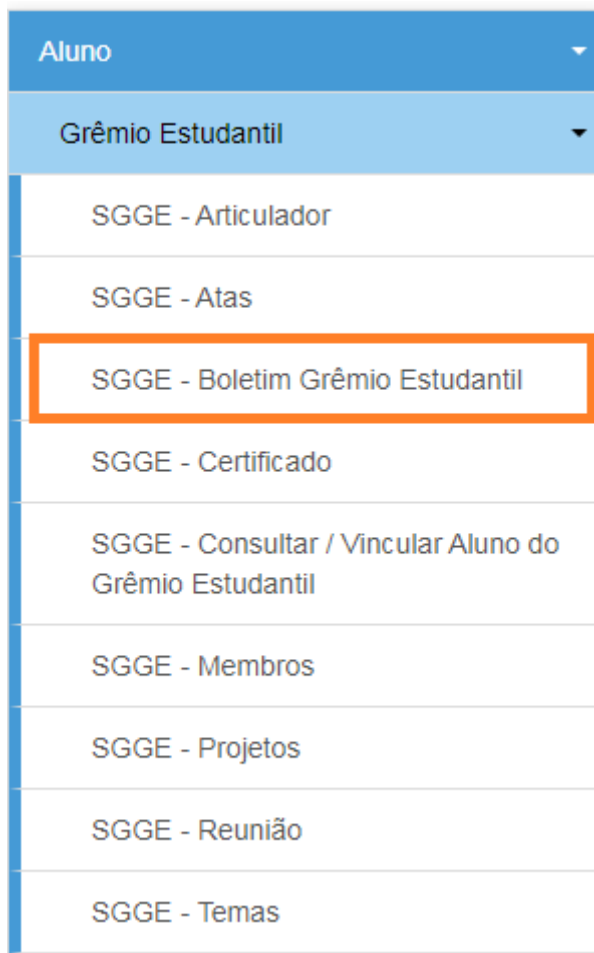 Aluno
Grêmio Estudantil
SGGE - Articulador
SGGE - Atas
SGGE - Boletim Grêmio Estudantil
SGGE - Certificado
SGGE - Consultar / Vincular Aluno do
Grêmio Estudantil
SGGE - Membros
SGGE - Projetos
SGGE - Reunião
SGGE - Temas